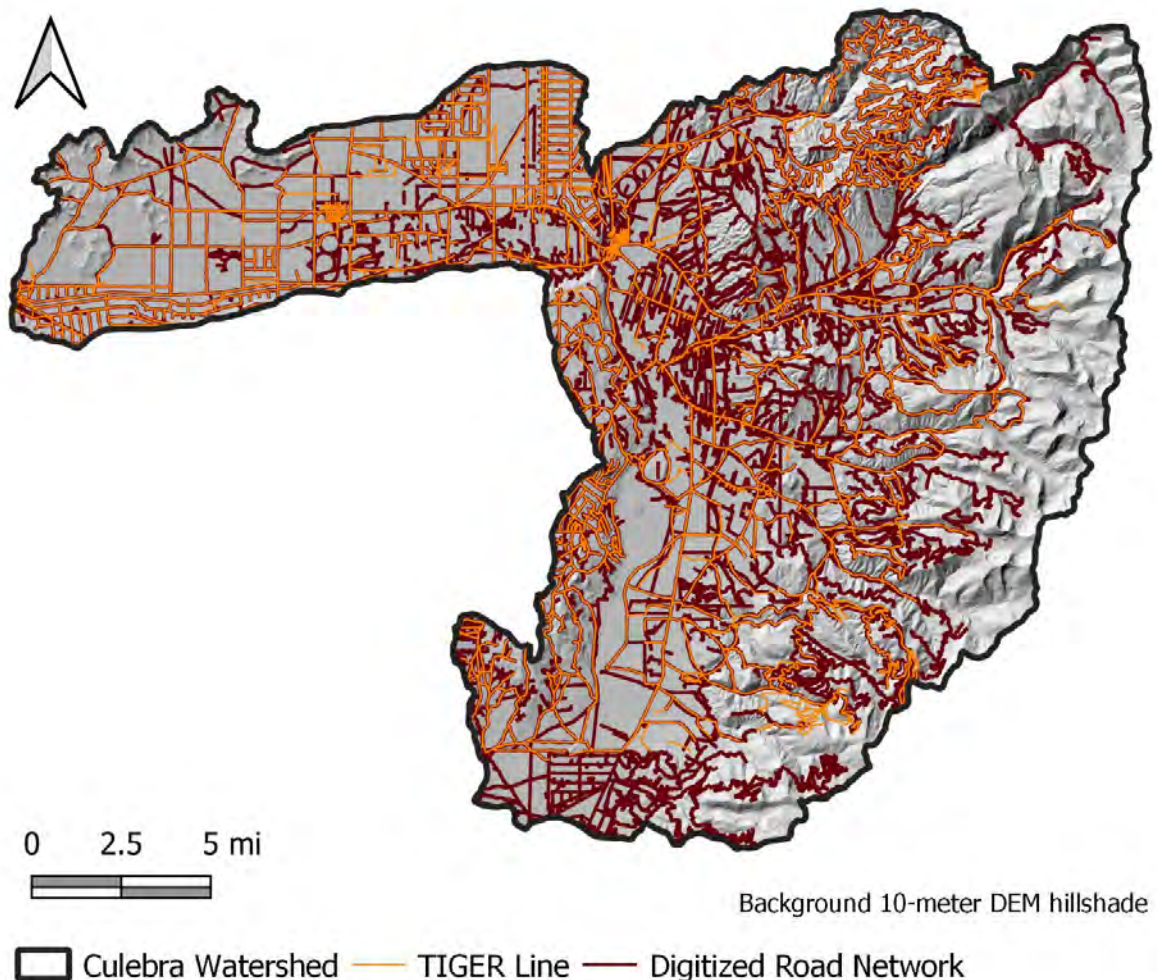 0 2.5 5 mi
Background 10-meter DEM hillshade
Culebra Watershed TIGER Line Digitized Road Network